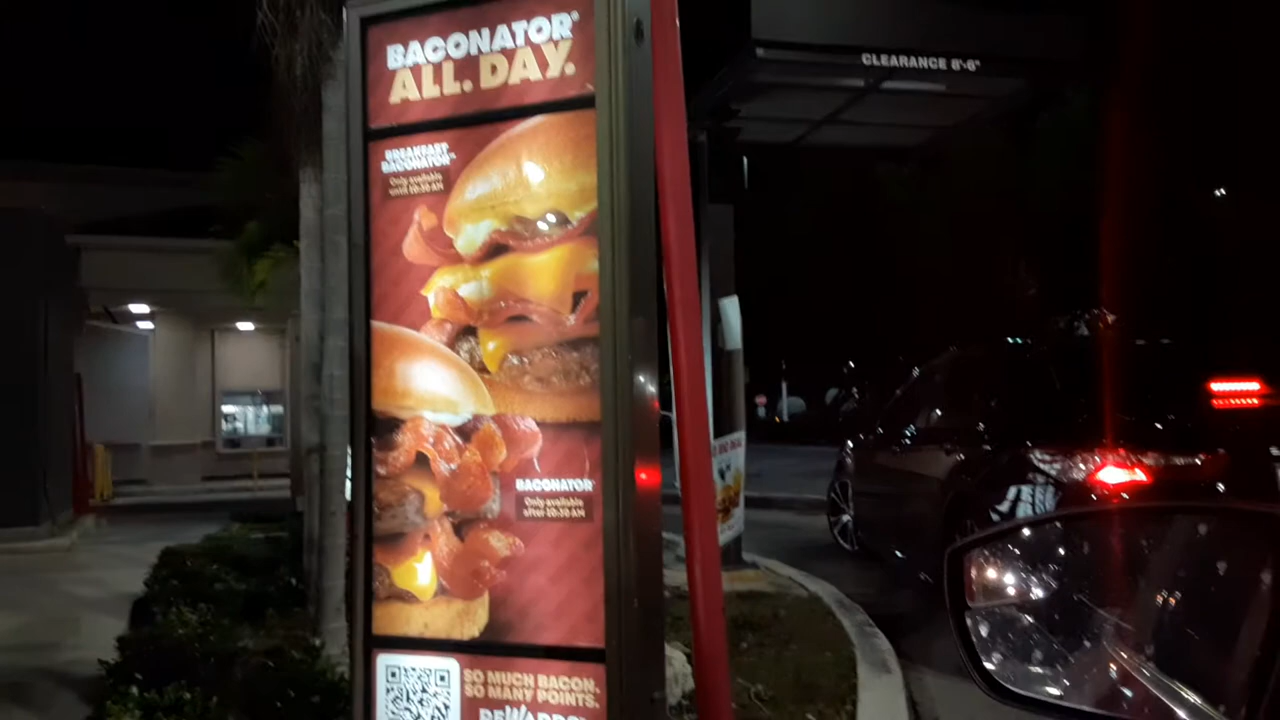 BACONATOR®
ALL. DAY.
CLEARANCE 8'-6"
BREAKFAST
BACONATOR™
Only available
until 10:30 AM
BACONATOR®
Only available
after 10:30 AM
SO MUCH BACON.
SO MANY POINTS.
REWARDS